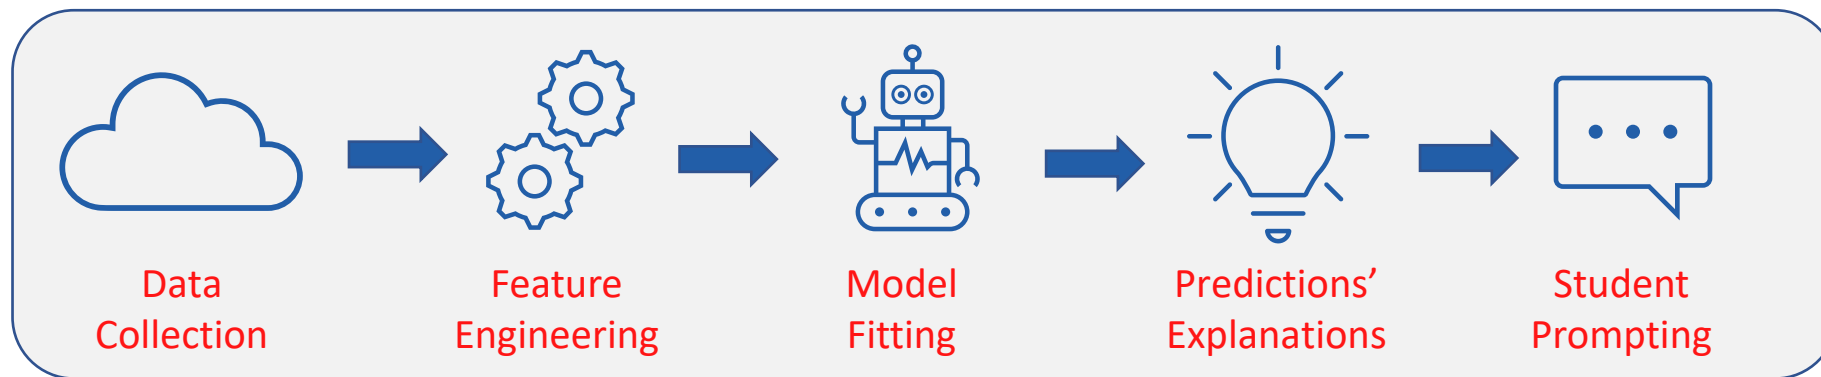 Data
Collection
Feature
Engineering
Model
Fitting
Predictions’
Explanations
Student
Prompting